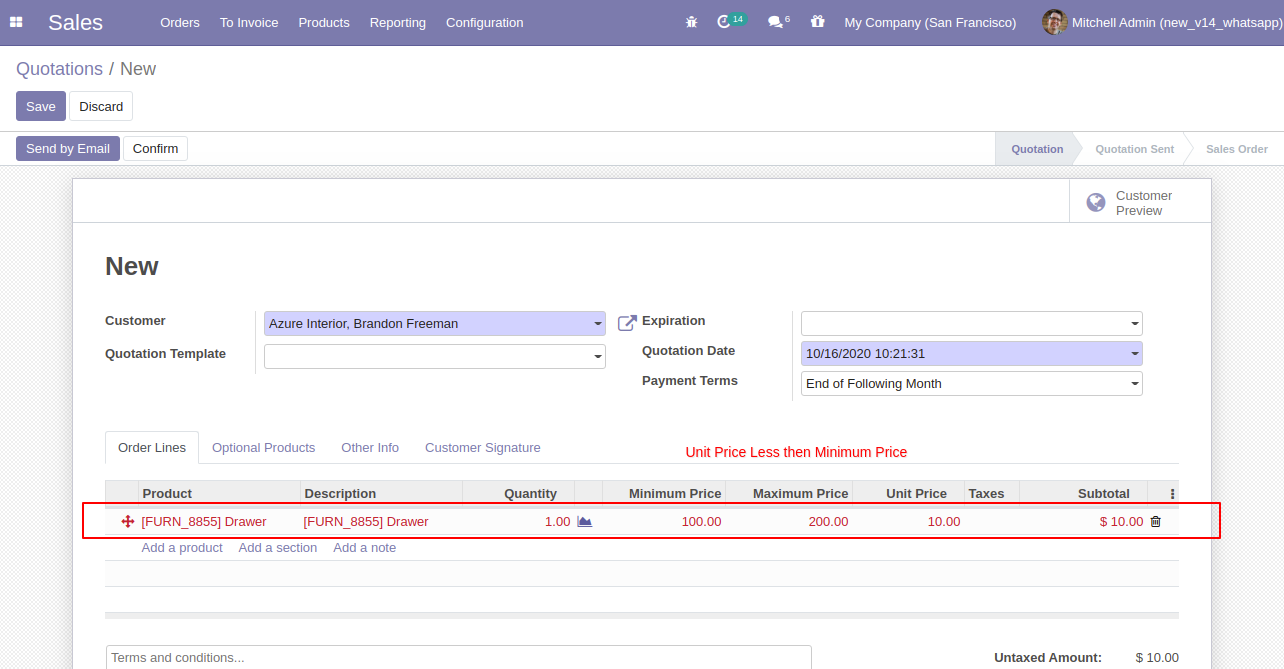 Sales Orders To Invoice Products Reporting Configuration 14 6 My Company (San Francisco) Mitchell Admin (new_v14_whatsapp)
Quotations / New
Save Discard
Send by Email Confirm Quotation Quotation Sent Sales Order
Customer
Preview
New
Customer Azure Interior, Brandon Freeman Expiration
Quotation Template Quotation Date 10/16/2020 10:21:31
Payment Terms End of Following Month
Order Lines Optional Products Other Info Customer Signature Unit Price Less then Minimum Price
Product Description Quantity Minimum Price Maximum Price Unit Price Taxes Subtotal
[FURN_8855] Drawer [FURN_8855] Drawer 1.00 100.00 200.00 10.00 $ 10.00
Add a product Add a section Add a note
Terms and conditions... Untaxed Amount: $ 10.00